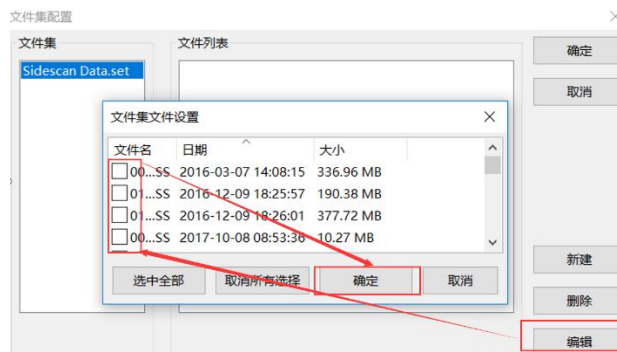 文件集配置
文件集
文件列表
确定
Sidescan Data.set
取消
文件集文件设置
文件名 日期 大小
00...SS 2016-03-07 14:08:15 336.96 MB
01...SS 2016-12-09 18:25:57 190.38 MB
01...SS 2016-12-09 18:26:01 377.72 MB
00...SS 2017-10-08 08:53:36 10.27 MB
选中全部 取消所有选择 确定 取消
新建
删除
编辑